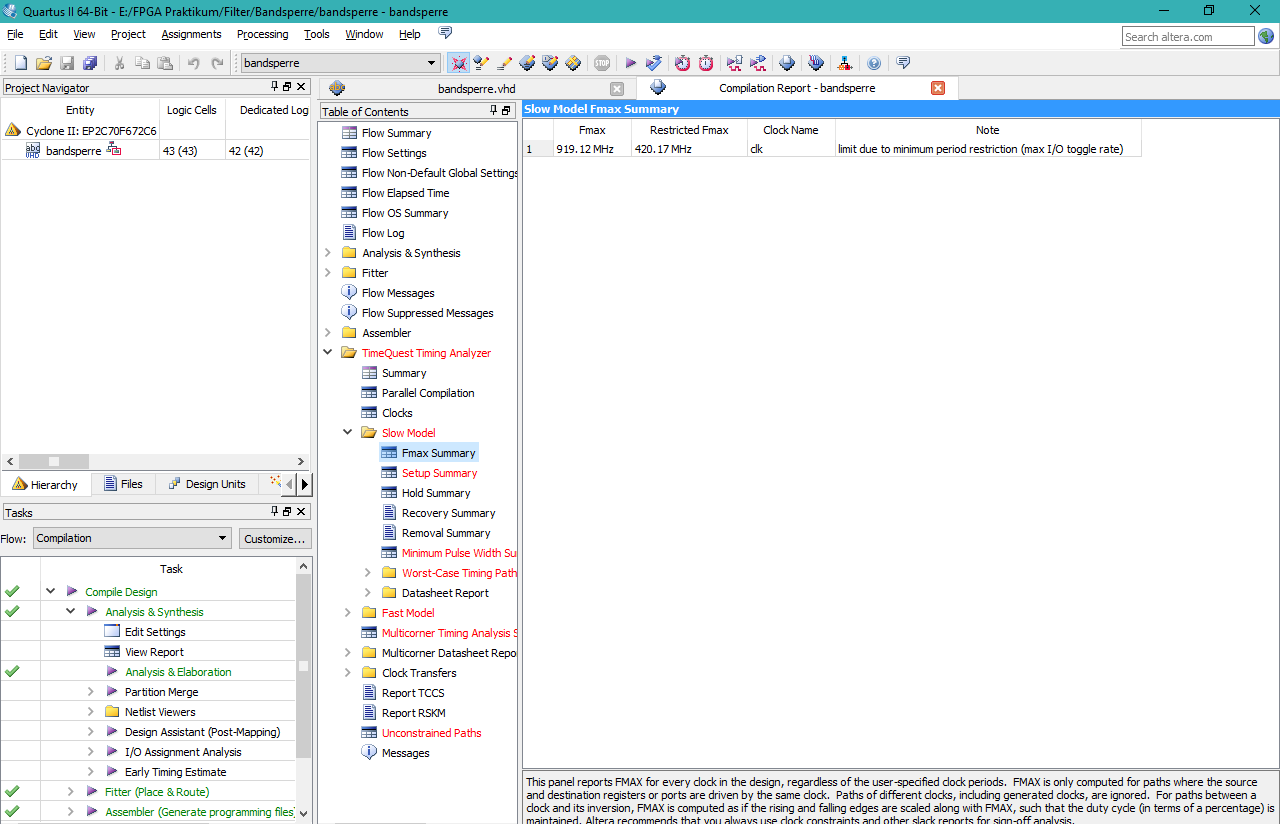 Quartus II 64-Bit - E:/FPGA Praktikum/Filter/Bandsperre/bandsperre - bandsperre
File Edit View Project Assignments Processing Tools Window Help
Search altera.com
bandsperre
Project Navigator
Entity Logic Cells Dedicated Log
Cyclone II: EP2C70F672C6
bandsperre 43 (43) 42 (42)
Hierarchy Files Design Units
Tasks
Flow: Compilation Customize...
Task
Compile Design
Analysis & Synthesis
Edit Settings
View Report
Analysis & Elaboration
Partition Merge
Netlist Viewers
Design Assistant (Post-Mapping)
I/O Assignment Analysis
Early Timing Estimate
Fitter (Place & Route)
Assembler (Generate programming files)
bandsperre.vhd
Compilation Report - bandsperre
Table of Contents
Flow Summary
Flow Settings
Flow Non-Default Global Settings
Flow Elapsed Time
Flow OS Summary
Flow Log
Analysis & Synthesis
Fitter
Flow Messages
Flow Suppressed Messages
Assembler
TimeQuest Timing Analyzer
Summary
Parallel Compilation
Clocks
Slow Model
Fmax Summary
Setup Summary
Hold Summary
Recovery Summary
Removal Summary
Minimum Pulse Width Su
Worst-Case Timing Path
Datasheet Report
Fast Model
Multicorner Timing Analysis S
Multicorner Datasheet Repo
Clock Transfers
Report TCCS
Report RSKM
Unconstrained Paths
Messages
Slow Model Fmax Summary
Fmax Restricted Fmax Clock Name Note
1 919.12 MHz 420.17 MHz clk limit due to minimum period restriction (max I/O toggle rate)
This panel reports FMAX for every clock in the design, regardless of the user-specified clock periods. FMAX is only computed for paths where the source
and destination registers or ports are driven by the same clock. Paths of different clocks, including generated clocks, are ignored. For paths between a
clock and its inversion, FMAX is computed as if the rising and falling edges are scaled along with FMAX, such that the duty cycle (in terms of a percentage) is
maintained. Altera recommends that you always use clock constraints and other slack reports for sign-off analysis.